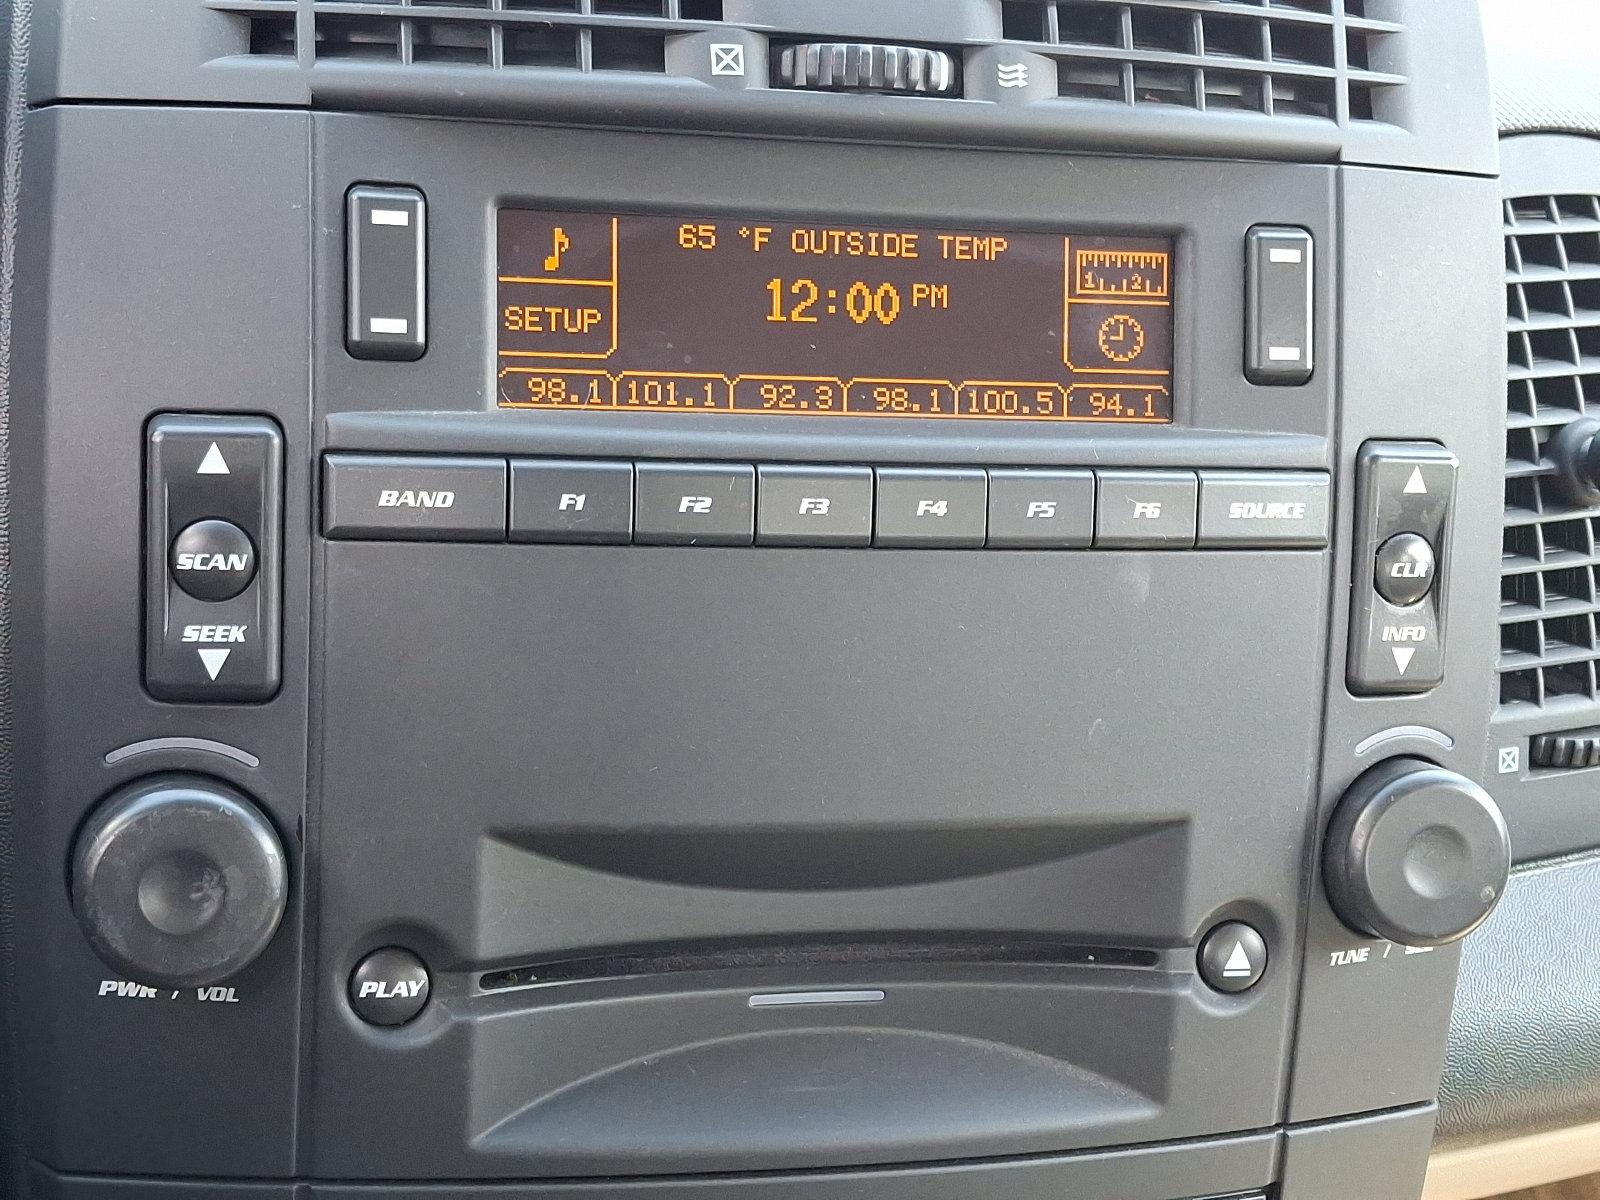 65 °F OUTSIDE TEMP
12:00 PM
SETUP
1 2
98.1 101.1 92.3 98.1 100.5 94.1
BAND F1 F2 F3 F4 F5 F6 SOURCE
SCAN
SEEK
CLR
INFO
PWR / VOL
PLAY
TUNE /